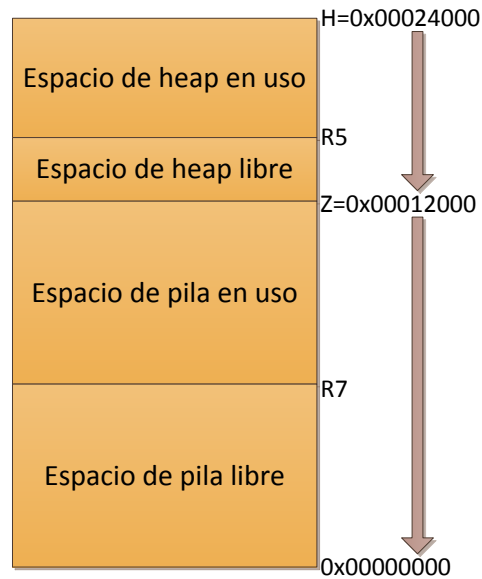 H=0x00024000
Espacio de heap en uso
R5
Espacio de heap libre
Z=0x00012000
Espacio de pila en uso
R7
Espacio de pila libre
0x00000000